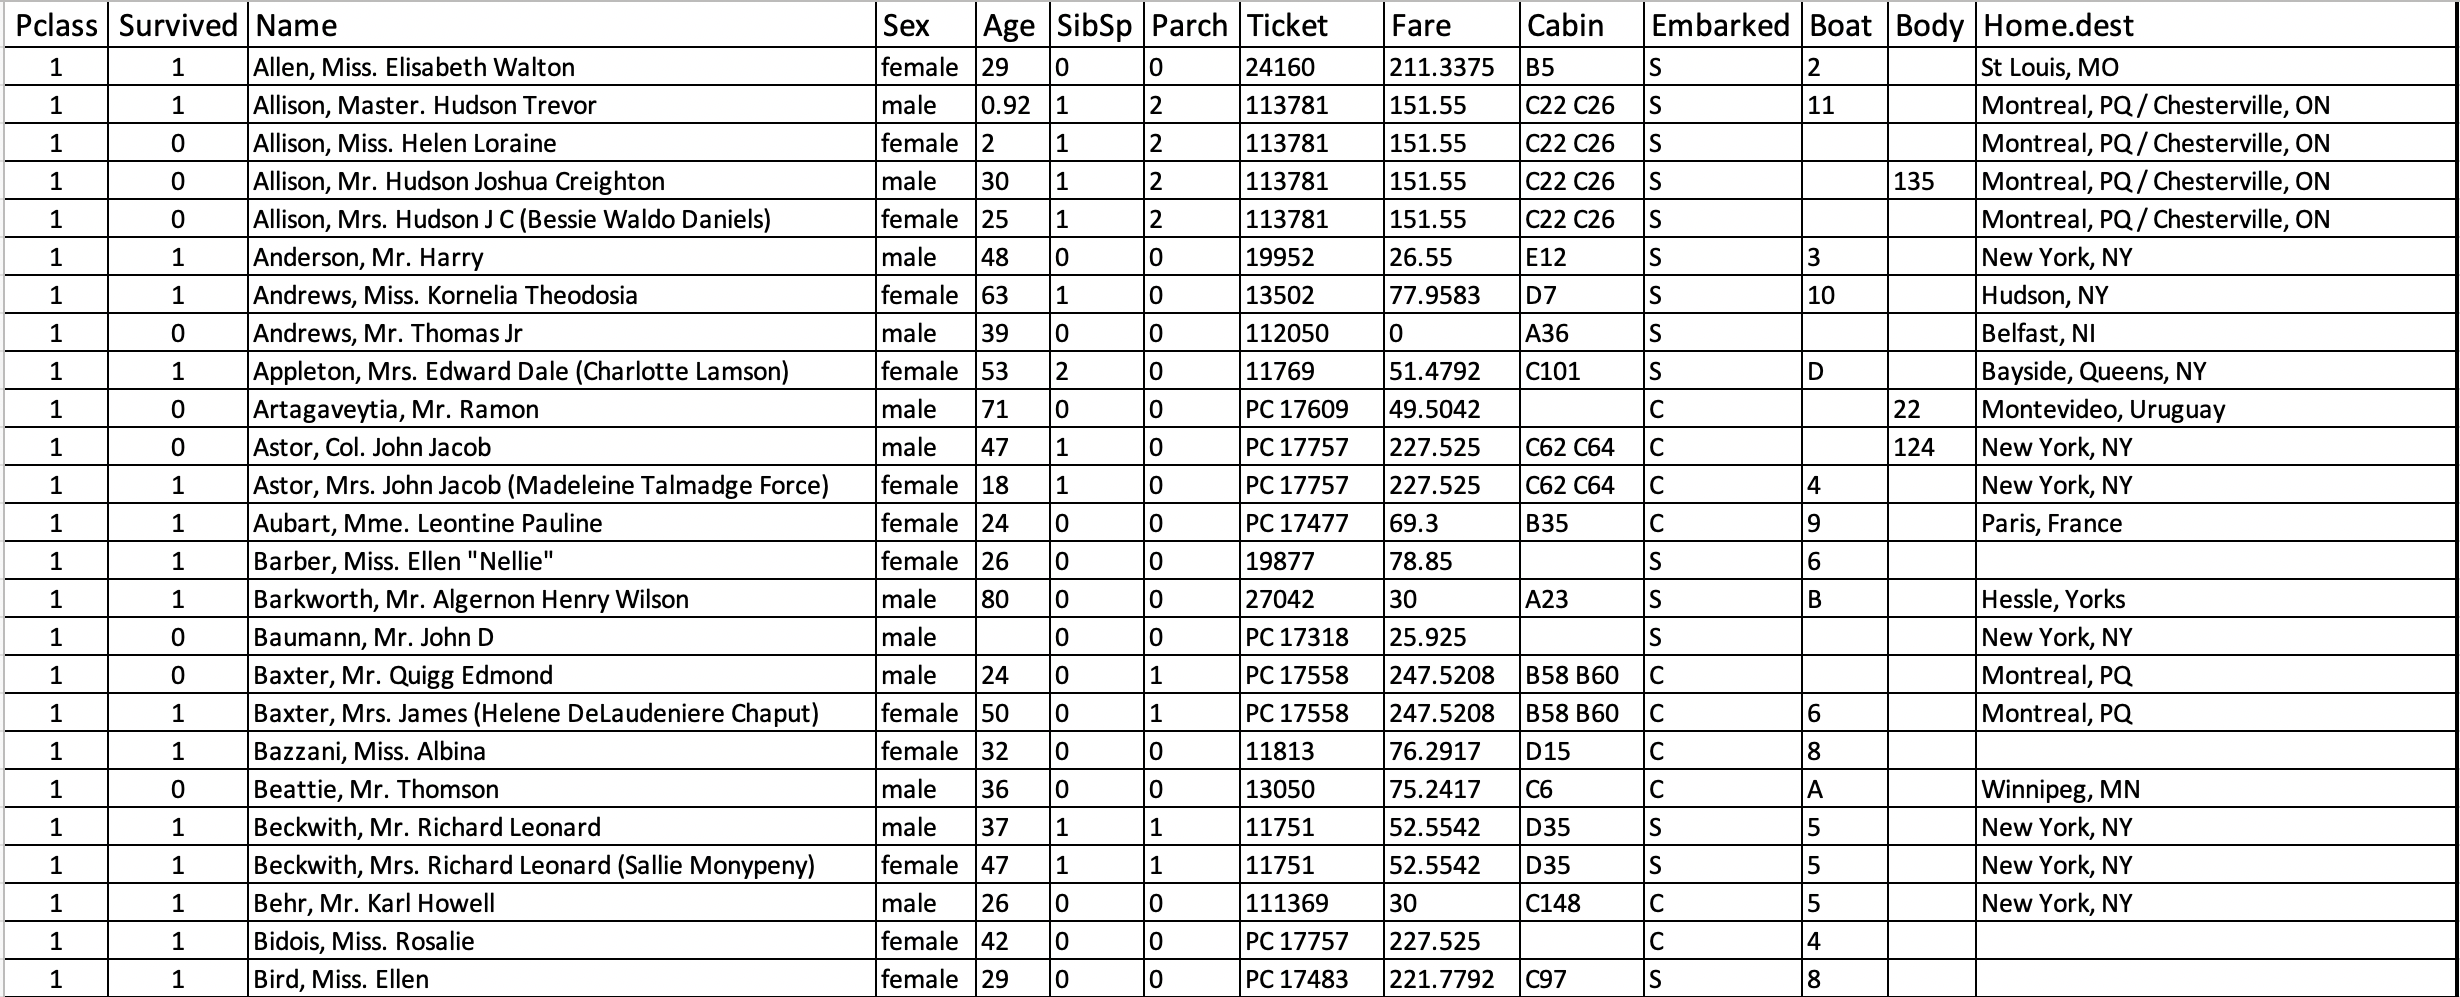 Pclass Survived Name Sex Age SibSp Parch Ticket Fare Cabin Embarked Boat Body Home.dest
1 1 Allen, Miss. Elisabeth Walton female 29 0 0 24160 211.3375 B5 S 2 St Louis, MO
1 1 Allison, Master. Hudson Trevor male 0.92 1 2 113781 151.55 C22 C26 S 11 Montreal, PQ / Chesterville, ON
1 0 Allison, Miss. Helen Loraine female 2 1 2 113781 151.55 C22 C26 S Montreal, PQ / Chesterville, ON
1 0 Allison, Mr. Hudson Joshua Creighton male 30 1 2 113781 151.55 C22 C26 S 135 Montreal, PQ / Chesterville, ON
1 0 Allison, Mrs. Hudson J C (Bessie Waldo Daniels) female 25 1 2 113781 151.55 C22 C26 S Montreal, PQ / Chesterville, ON
1 1 Anderson, Mr. Harry male 48 0 0 19952 26.55 E12 S 3 New York, NY
1 1 Andrews, Miss. Kornelia Theodosia female 63 1 0 13502 77.9583 D7 S 10 Hudson, NY
1 0 Andrews, Mr. Thomas Jr male 39 0 0 112050 0 A36 S Belfast, NI
1 1 Appleton, Mrs. Edward Dale (Charlotte Lamson) female 53 2 0 11769 51.4792 C101 S D Bayside, Queens, NY
1 0 Artagaveytia, Mr. Ramon male 71 0 0 PC 17609 49.5042 C 22 Montevideo, Uruguay
1 0 Astor, Col. John Jacob male 47 1 0 PC 17757 227.525 C62 C64 C 124 New York, NY
1 1 Astor, Mrs. John Jacob (Madeleine Talmadge Force) female 18 1 0 PC 17757 227.525 C62 C64 C 4 New York, NY
1 1 Aubart, Mme. Leontine Pauline female 24 0 0 PC 17477 69.3 B35 C 9 Paris, France
1 1 Barber, Miss. Ellen "Nellie" female 26 0 0 19877 78.85 S 6
1 1 Barkworth, Mr. Algernon Henry Wilson male 80 0 0 27042 30 A23 S B Hessle, Yorks
1 0 Baumann, Mr. John D male 0 0 PC 17318 25.925 S New York, NY
1 0 Baxter, Mr. Quigg Edmond male 24 0 1 PC 17558 247.5208 B58 B60 C Montreal, PQ
1 1 Baxter, Mrs. James (Helene DeLaudeniere Chaput) female 50 0 1 PC 17558 247.5208 B58 B60 C 6 Montreal, PQ
1 1 Bazzani, Miss. Albina female 32 0 0 11813 76.2917 D15 C 8
1 0 Beattie, Mr. Thomson male 36 0 0 13050 75.2417 C6 C A Winnipeg, MN
1 1 Beckwith, Mr. Richard Leonard male 37 1 1 11751 52.5542 D35 S 5 New York, NY
1 1 Beckwith, Mrs. Richard Leonard (Sallie Monypeny) female 47 1 1 11751 52.5542 D35 S 5 New York, NY
1 1 Behr, Mr. Karl Howell male 26 0 0 111369 30 C148 C 5 New York, NY
1 1 Bidois, Miss. Rosalie female 42 0 0 PC 17757 227.525 C 4
1 1 Bird, Miss. Ellen female 29 0 0 PC 17483 221.7792 C97 S 8